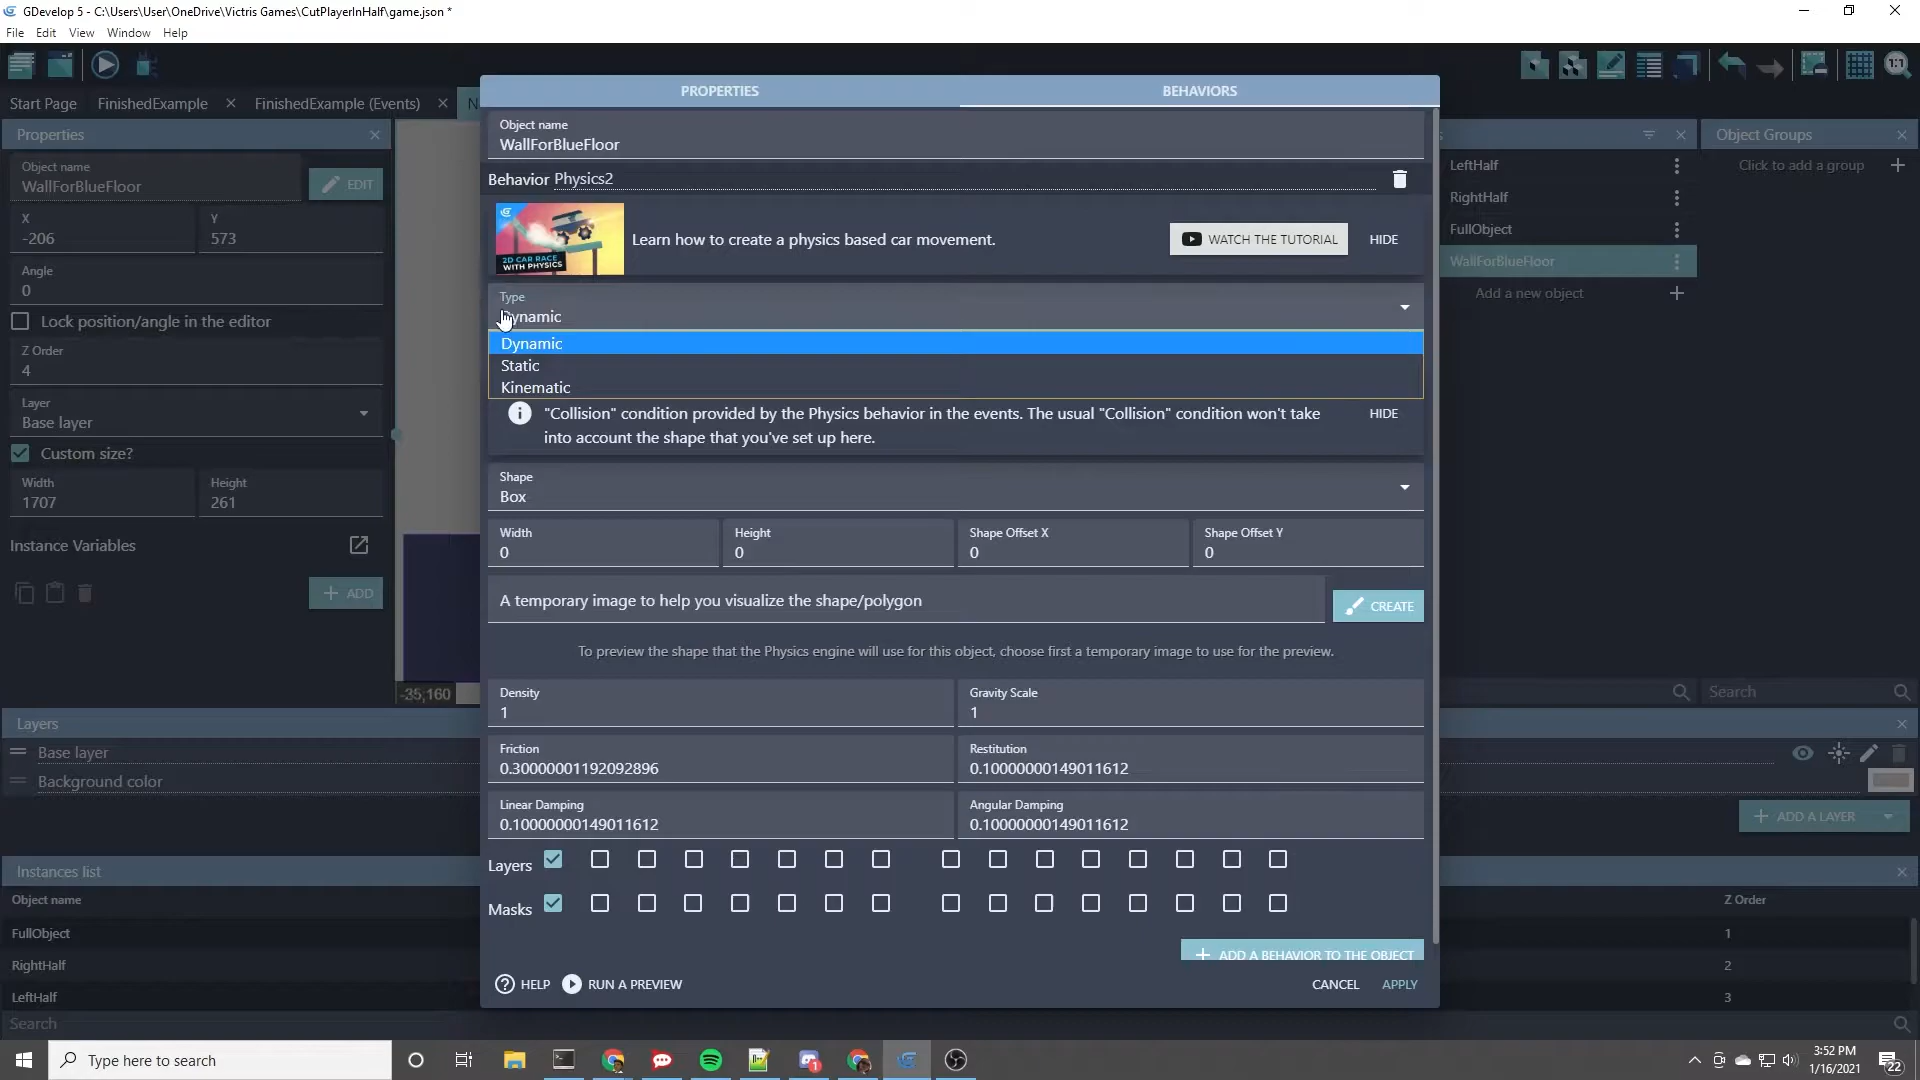 GDevelop 5 - C:\Users\User\OneDrive\Victris Games\CutPlayerInHalf\game.json *
File Edit View Window Help
Start Page FinishedExample FinishedExample (Events)
Properties
Object name
WallForBlueFloor
EDIT
X
-206
Y
573
Angle
0
Lock position/angle in the editor
Z Order
4
Layer
Base layer
Custom size?
Width
1707
Height
261
Instance Variables
ADD
PROPERTIES
BEHAVIORS
Object name
WallForBlueFloor
Behavior Physics2
2D CAR RACE
WITH PHYSICS
Learn how to create a physics based car movement.
WATCH THE TUTORIAL
HIDE
Type
Dynamic
Dynamic
Static
Kinematic
"Collision" condition provided by the Physics behavior in the events. The usual "Collision" condition won't take
into account the shape that you've set up here.
HIDE
Shape
Box
Width
0
Height
0
Shape Offset X
0
Shape Offset Y
0
A temporary image to help you visualize the shape/polygon
CREATE
To preview the shape that the Physics engine will use for this object, choose first a temporary image to use for the preview.
Density
1
Gravity Scale
1
Friction
0.30000001192092896
Restitution
0.10000000149011612
Linear Damping
0.10000000149011612
Angular Damping
0.10000000149011612
Layers
Masks
ADD A BEHAVIOR TO THE OBJECT
HELP
RUN A PREVIEW
CANCEL
APPLY
LeftHalf
RightHalf
FullObject
WallForBlueFloor
Add a new object
Object Groups
Click to add a group
1:1
-35,160
Search
Layers
Base layer
Background color
ADD A LAYER
Instances list
Object name
Z Order
FullObject
1
RightHalf
2
LeftHalf
3
Search
Type here to search
3:52 PM
1/16/2021
22